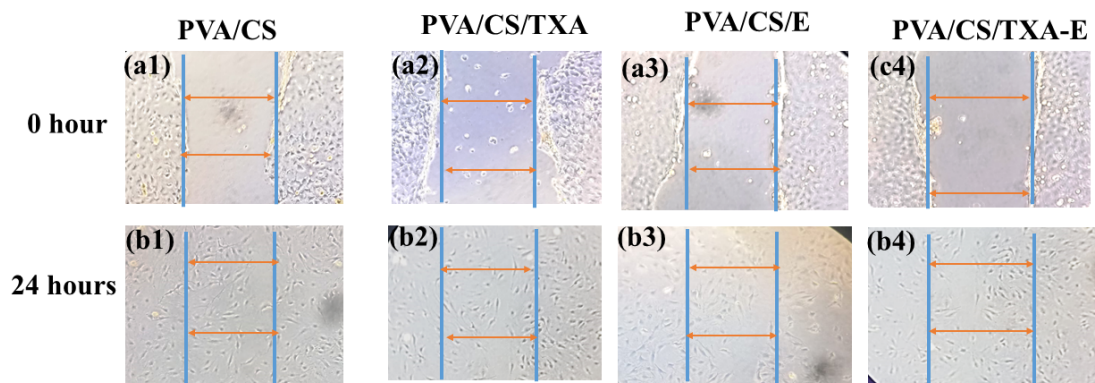 PVA/CS PVA/CS/TXA PVA/CS/E PVA/CS/TXA-E
0 hour (a1) (a2) (a3) (c4)
24 hours (b1) (b2) (b3) (b4)